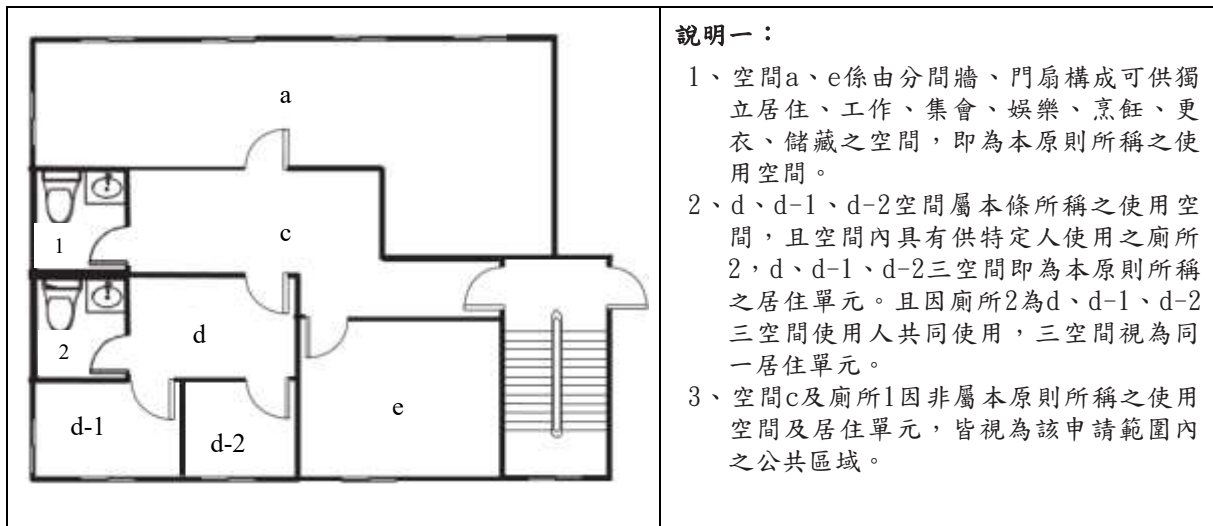 a
1
c
2
d
d-1
d-2
e
說明一：
1、空間a、e係由分間牆、門扇構成可供獨
立居住、工作、集會、娛樂、烹飪、更
衣、儲藏之空間，即為本原則所稱之使
用空間。
2、d、d-1、d-2空間屬本條所稱之使用空
間，且空間內具有供特定人使用之廁所
2，d、d-1、d-2三空間即為本原則所稱
之居住單元。且因廁所2為d、d-1、d-2
三空間使用人共同使用，三空間視為同
一居住單元。
3、空間c及廁所1因非屬本原則所稱之使用
空間及居住單元，皆視為該申請範圍內
之公共區域。